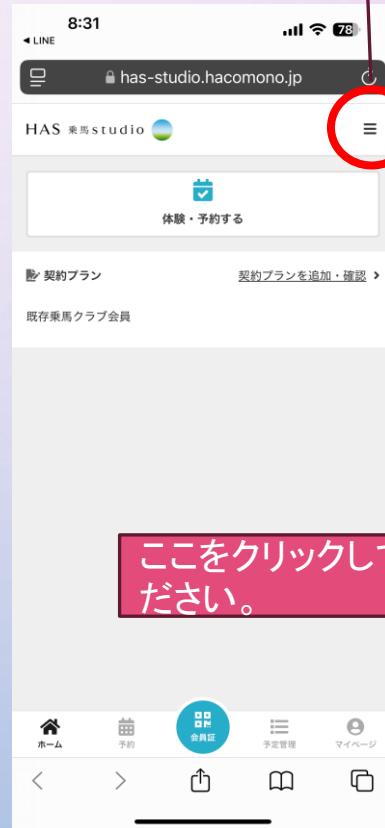 8:31
78
◀ LINE
has-studio.hacomono.jp
HAS 乗馬studio
体験・予約する
契約プラン
契約プランを追加・確認
既存乗馬クラブ会員
ここをクリックして
ださい。
ホーム
予約
会員証
予定管理
マイページ